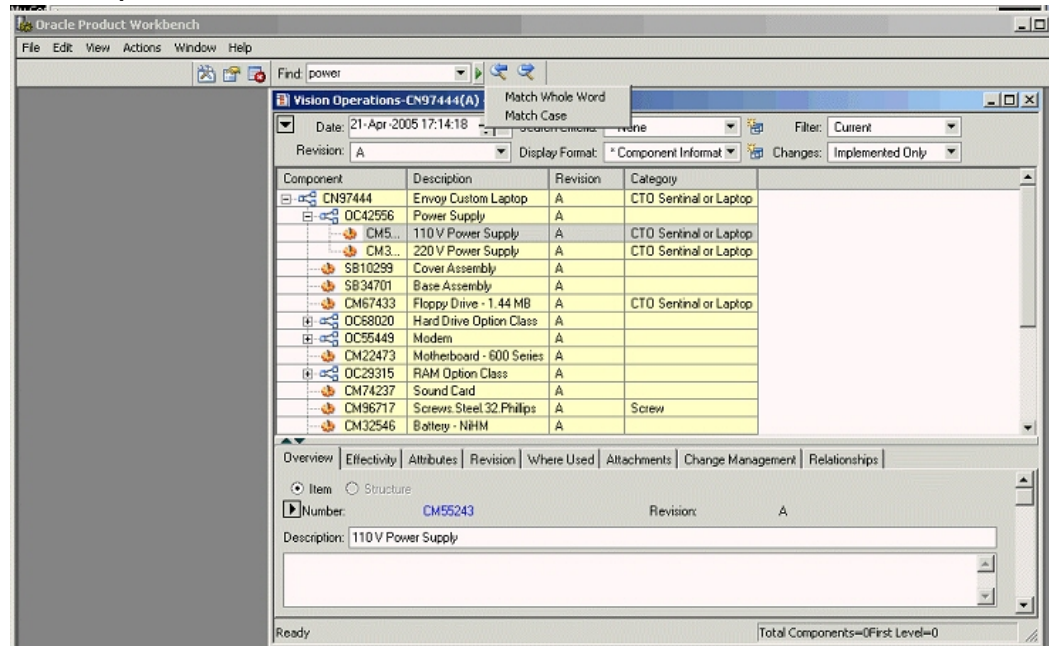 Oracle Product Workbench
File Edit View Actions Window Help
Find: power
Match Whole Word
Match Case
Vision Operations-CN97444(A)
Date: 21-Apr-2005 17:14:18 None Filter: Current
Revision: A Display Format: * Component Informat Changes: Implemented Only
Component Description Revision Category
CN97444 Envoy Custom Laptop A CTO Sentinal or Laptop
OC42556 Power Supply A
CM5... 110 V Power Supply A CTO Sentinal or Laptop
CM3... 220 V Power Supply A CTO Sentinal or Laptop
SB10299 Cover Assembly A
SB34701 Base Assembly A
CM67433 Floppy Drive - 1.44 MB A CTO Sentinal or Laptop
OC68020 Hard Drive Option Class A
OC55449 Modem A
CM22473 Motherboard - 600 Series A
OC29315 RAM Option Class A
CM74237 Sound Card A
CM96717 Screws.Steel.32.Phillips A Screw
CM32546 Battery - NiHM A
Overview Effectivity Attributes Revision Where Used Attachments Change Management Relationships
Item Structure
Number: CM55243 Revision: A
Description: 110 V Power Supply
Ready Total Components=0First Level=0